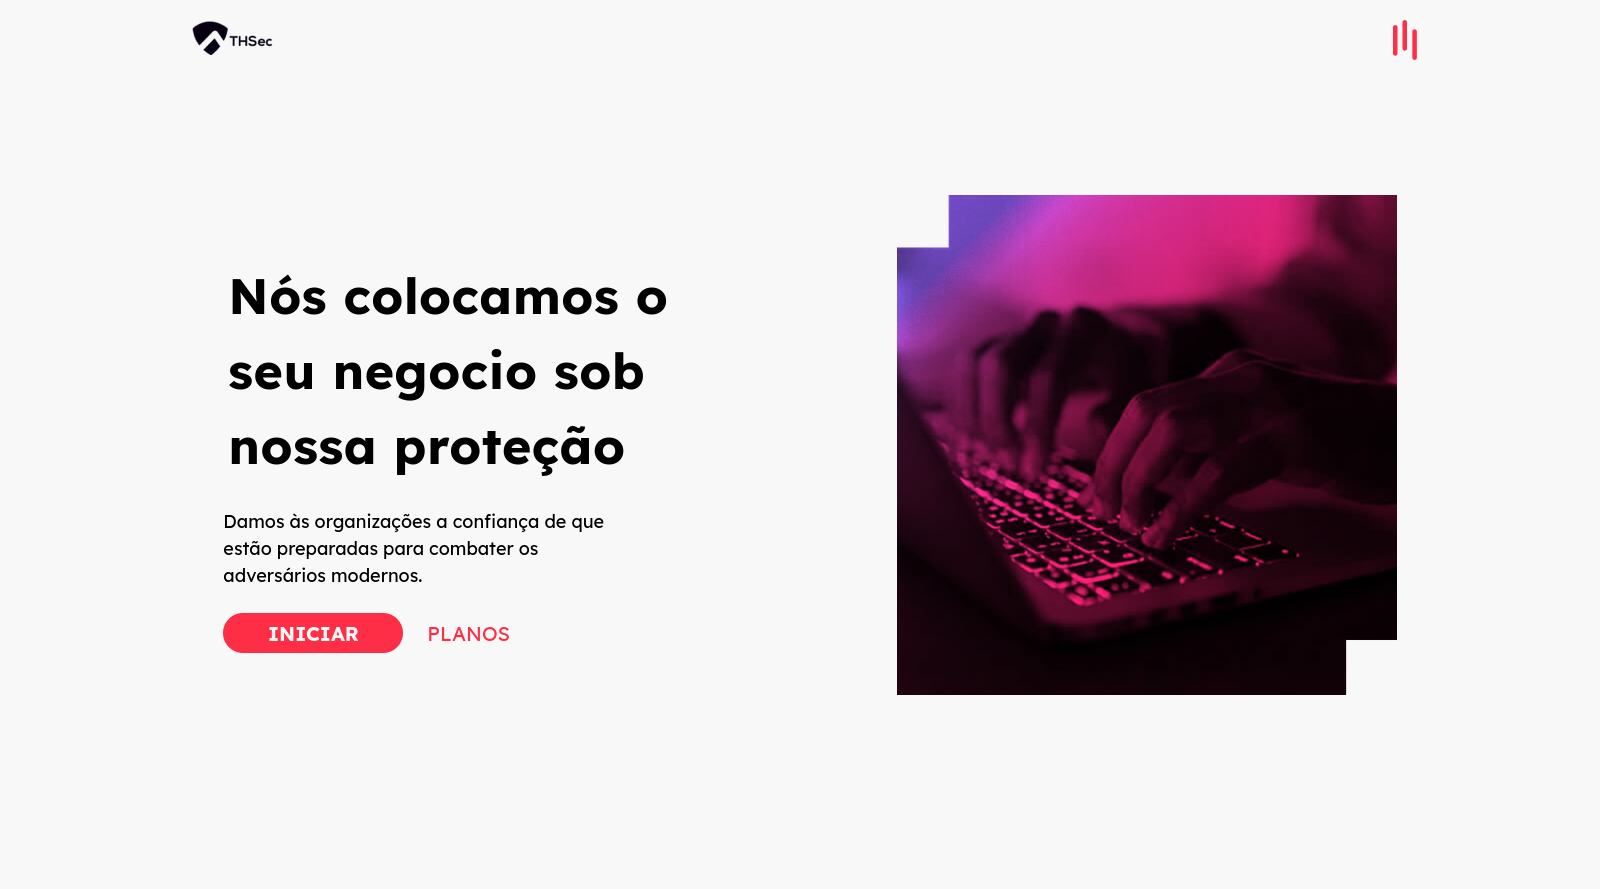 THSec
Nós colocamos o
seu negocio sob
nossa proteção
Damos às organizações a confiança de que
estão preparadas para combater os
adversários modernos.
INICIAR PLANOS